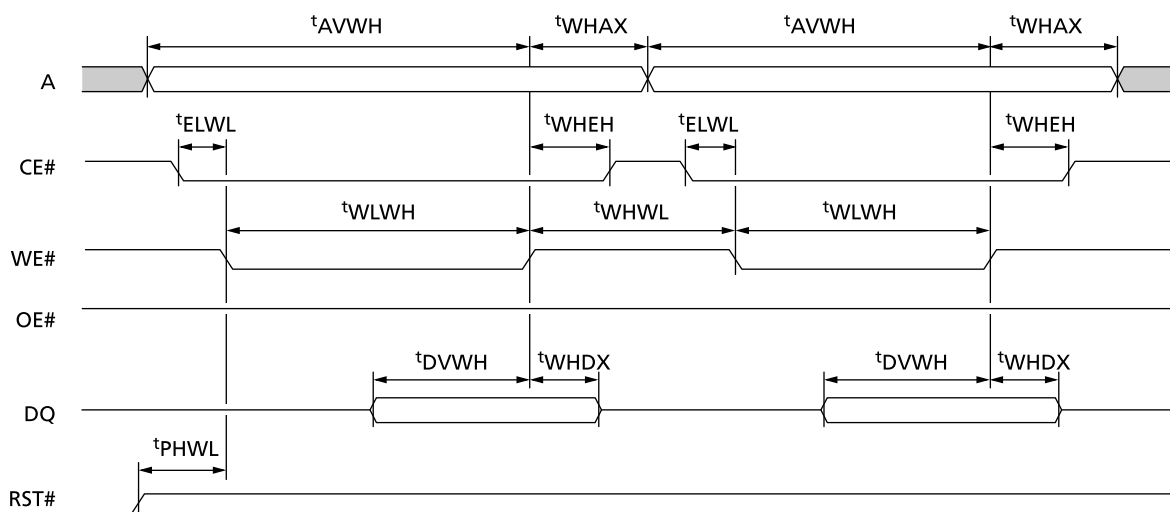 tAVWH tWHAX tAVWH tWHAX
A
tELWL tWHEH tELWL tWHEH
CE#
tWLWH tWHWL tWLWH
WE#
OE#
tDVWH tWHDX tDVWH tWHDX
DQ
tPHWL
RST#